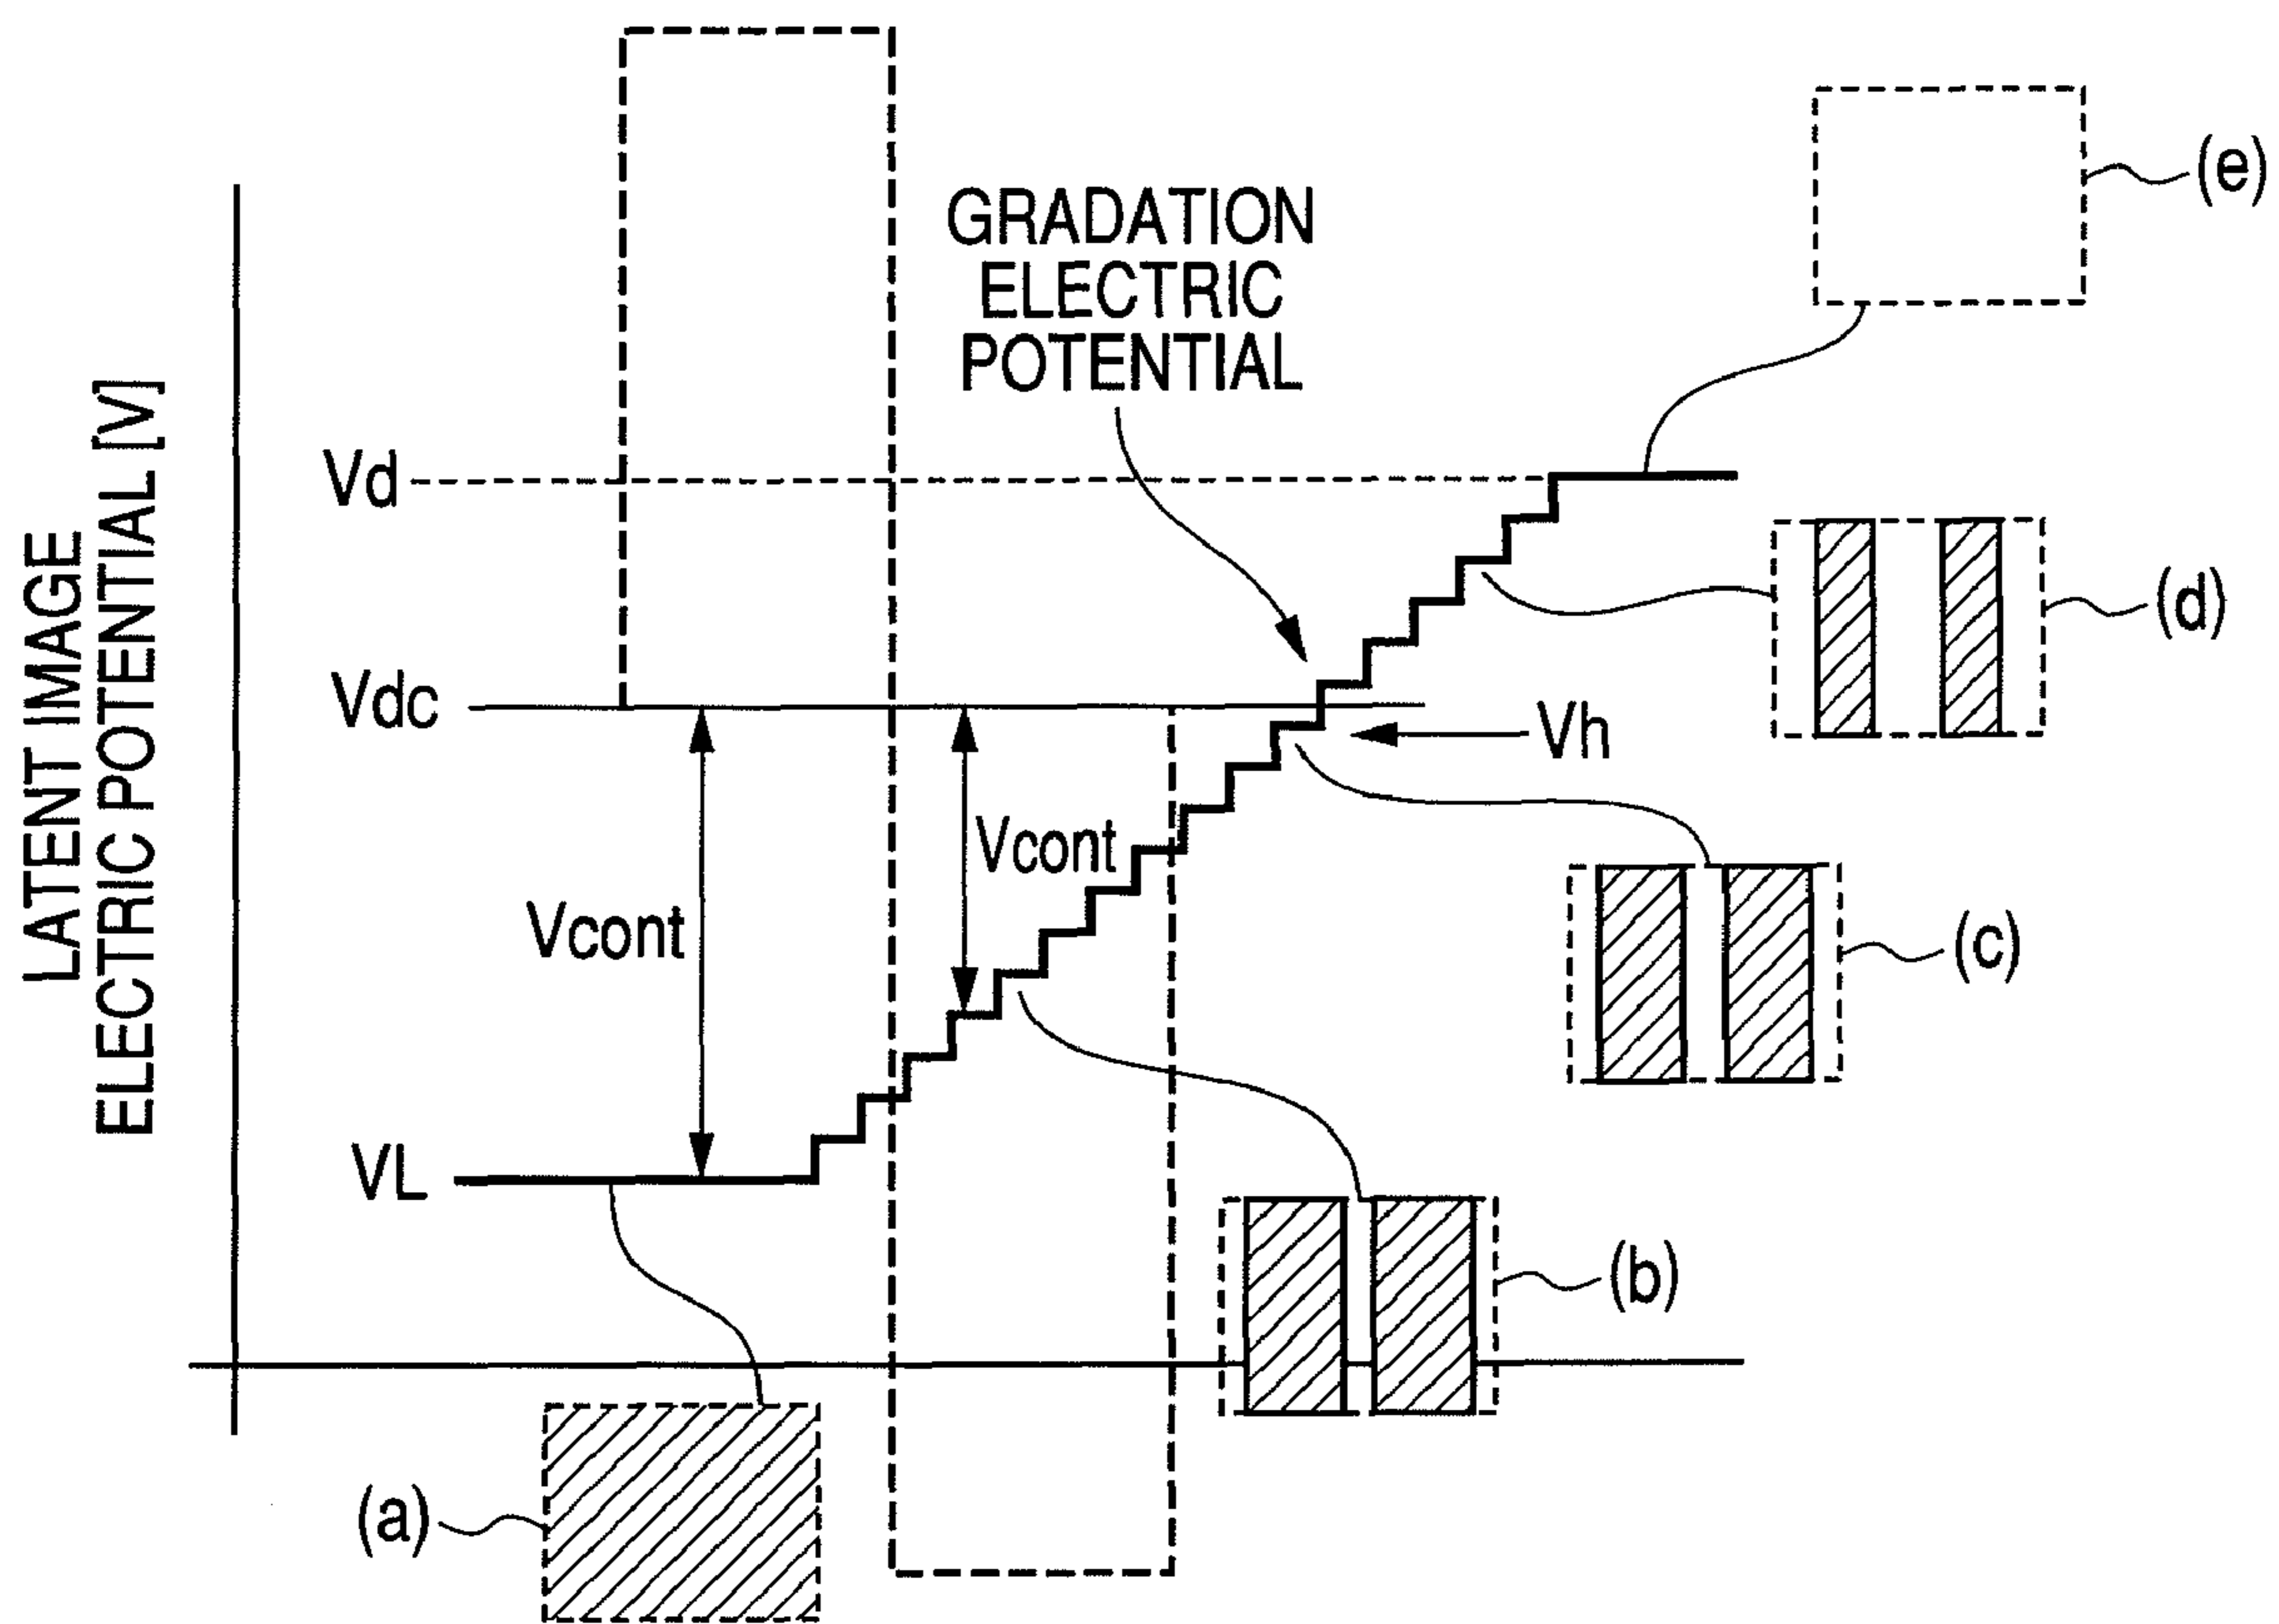 LATENT IMAGE
ELECTRIC POTENTIAL [V]
GRADATION
ELECTRIC
POTENTIAL
(e)
Vd
(d)
Vdc
Vh
Vcont
Vcont
(c)
VL
(b)
(a)